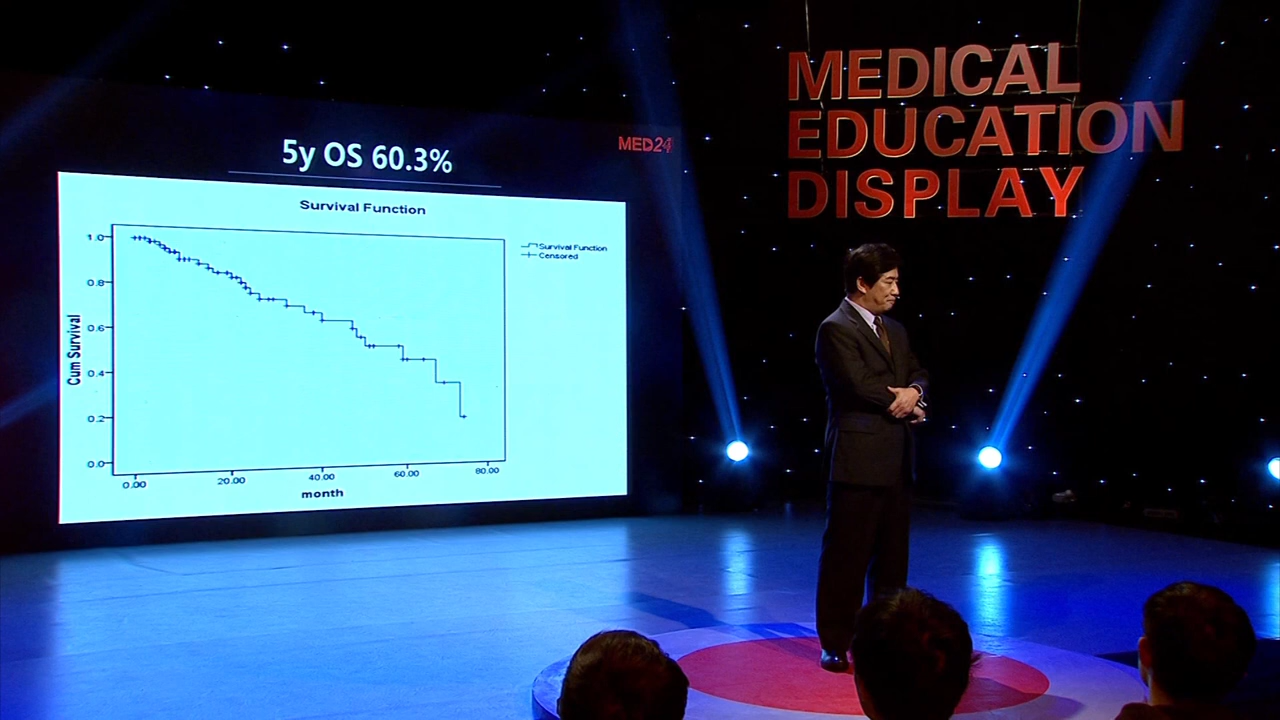 5y OS 60.3%
MED24
Survival Function
Survival Function
Censored
Cum Survival
1.0
0.8
0.6
0.4
0.2
0.0
0.00 20.00 40.00 60.00 80.00
month
MEDICAL
EDUCATION
DISPLAY